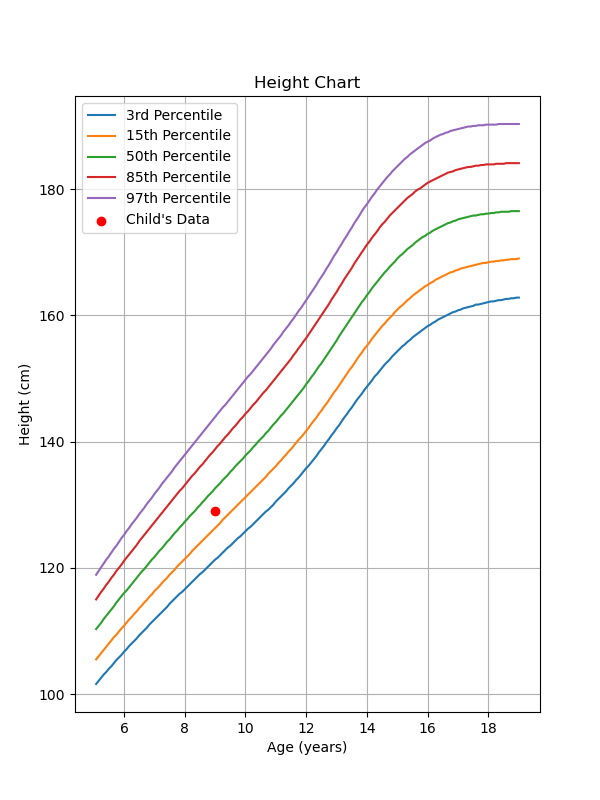 Height Chart
3rd Percentile
15th Percentile
50th Percentile
85th Percentile
97th Percentile
Child's Data
180
160
140
120
100
Height (cm)
6 8 10 12 14 16 18
Age (years)